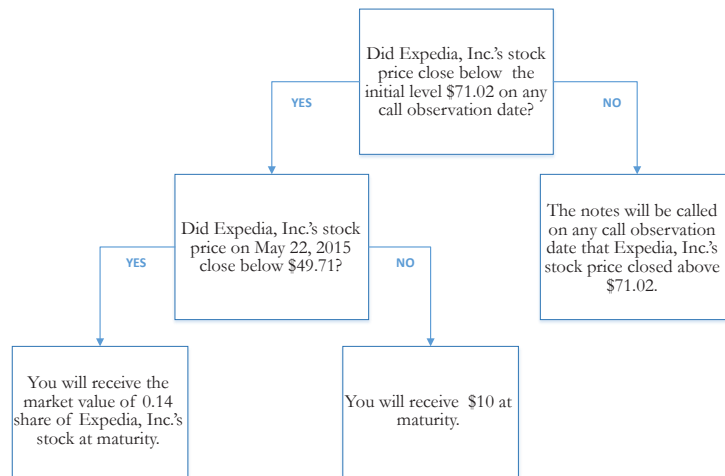 Did Expedia, Inc.'s stock
price close below the
initial level $71.02 on any
call observation date?
YES
NO
Did Expedia, Inc.'s stock
price on May 22, 2015
close below $49.71?
The notes will be called
on any call observation
date that Expedia, Inc.'s
stock price closed above
$71.02.
YES
NO
You will receive the
market value of 0.14
share of Expedia, Inc.'s
stock at maturity.
You will receive $10 at
maturity.